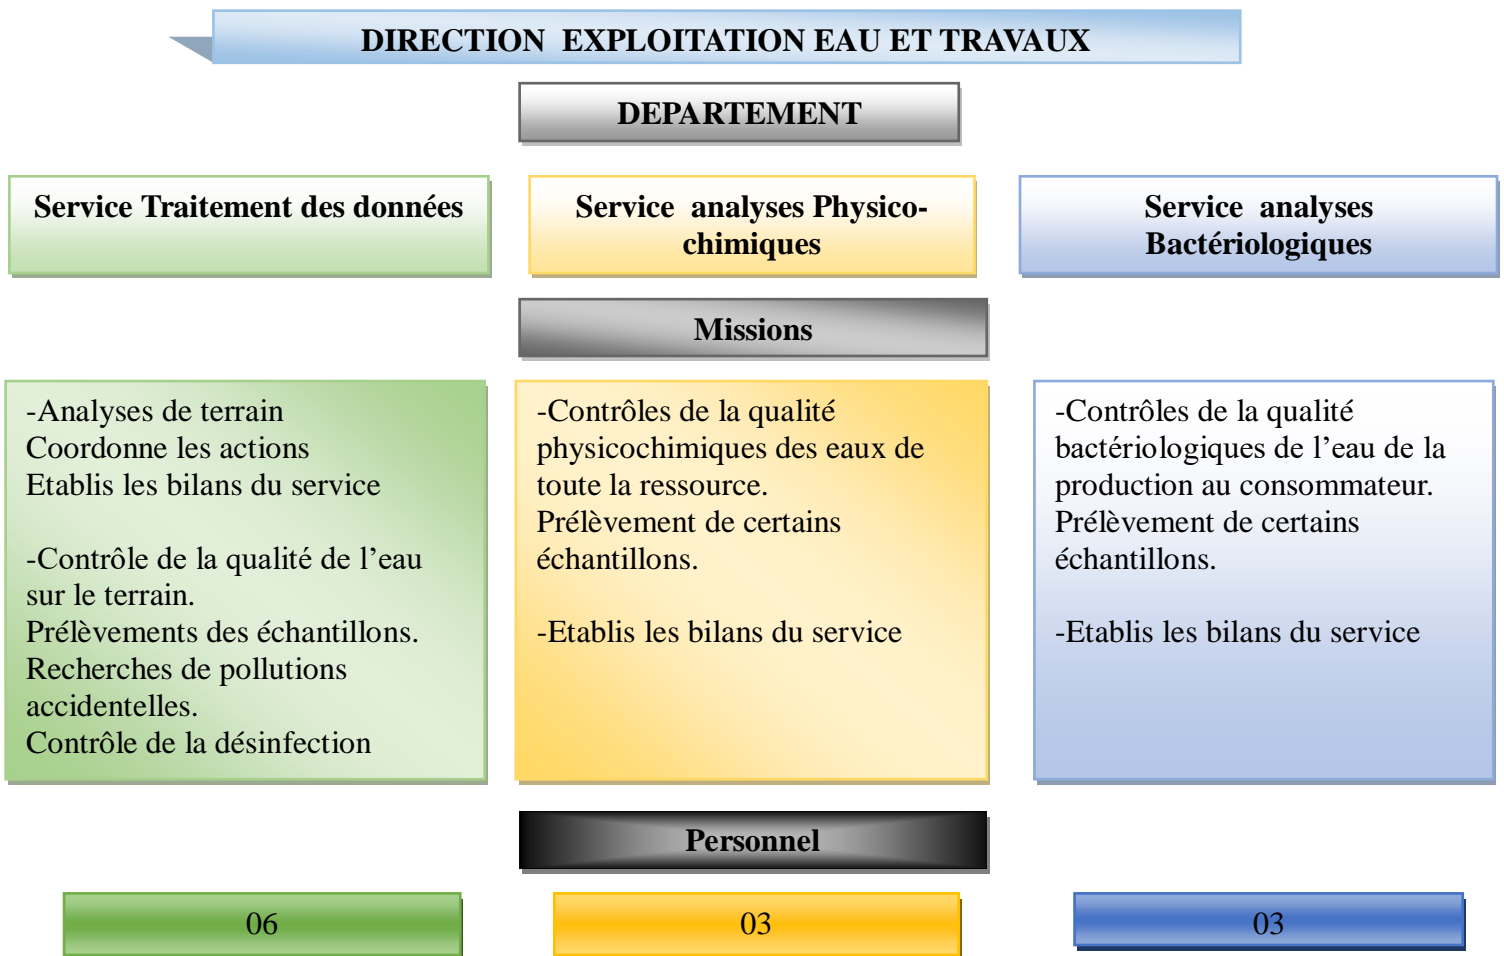 DIRECTION EXPLOITATION EAU ET TRAVAUX
DEPARTEMENT
Service Traitement des données
Service analyses Physico-
chimiques
Service analyses
Bactériologiques
Missions
-Analyses de terrain
Coordonne les actions
Etablis les bilans du service
-Contrôle de la qualité de l’eau
sur le terrain.
Prélèvements des échantillons.
Recherches de pollutions
accidentelles.
Contrôle de la désinfection
-Contrôles de la qualité
physicochimiques des eaux de
toute la ressource.
Prélèvement de certains
échantillons.
-Etablis les bilans du service
-Contrôles de la qualité
bactériologiques de l’eau de la
production au consommateur.
Prélèvement de certains
échantillons.
-Etablis les bilans du service
Personnel
06
03
03